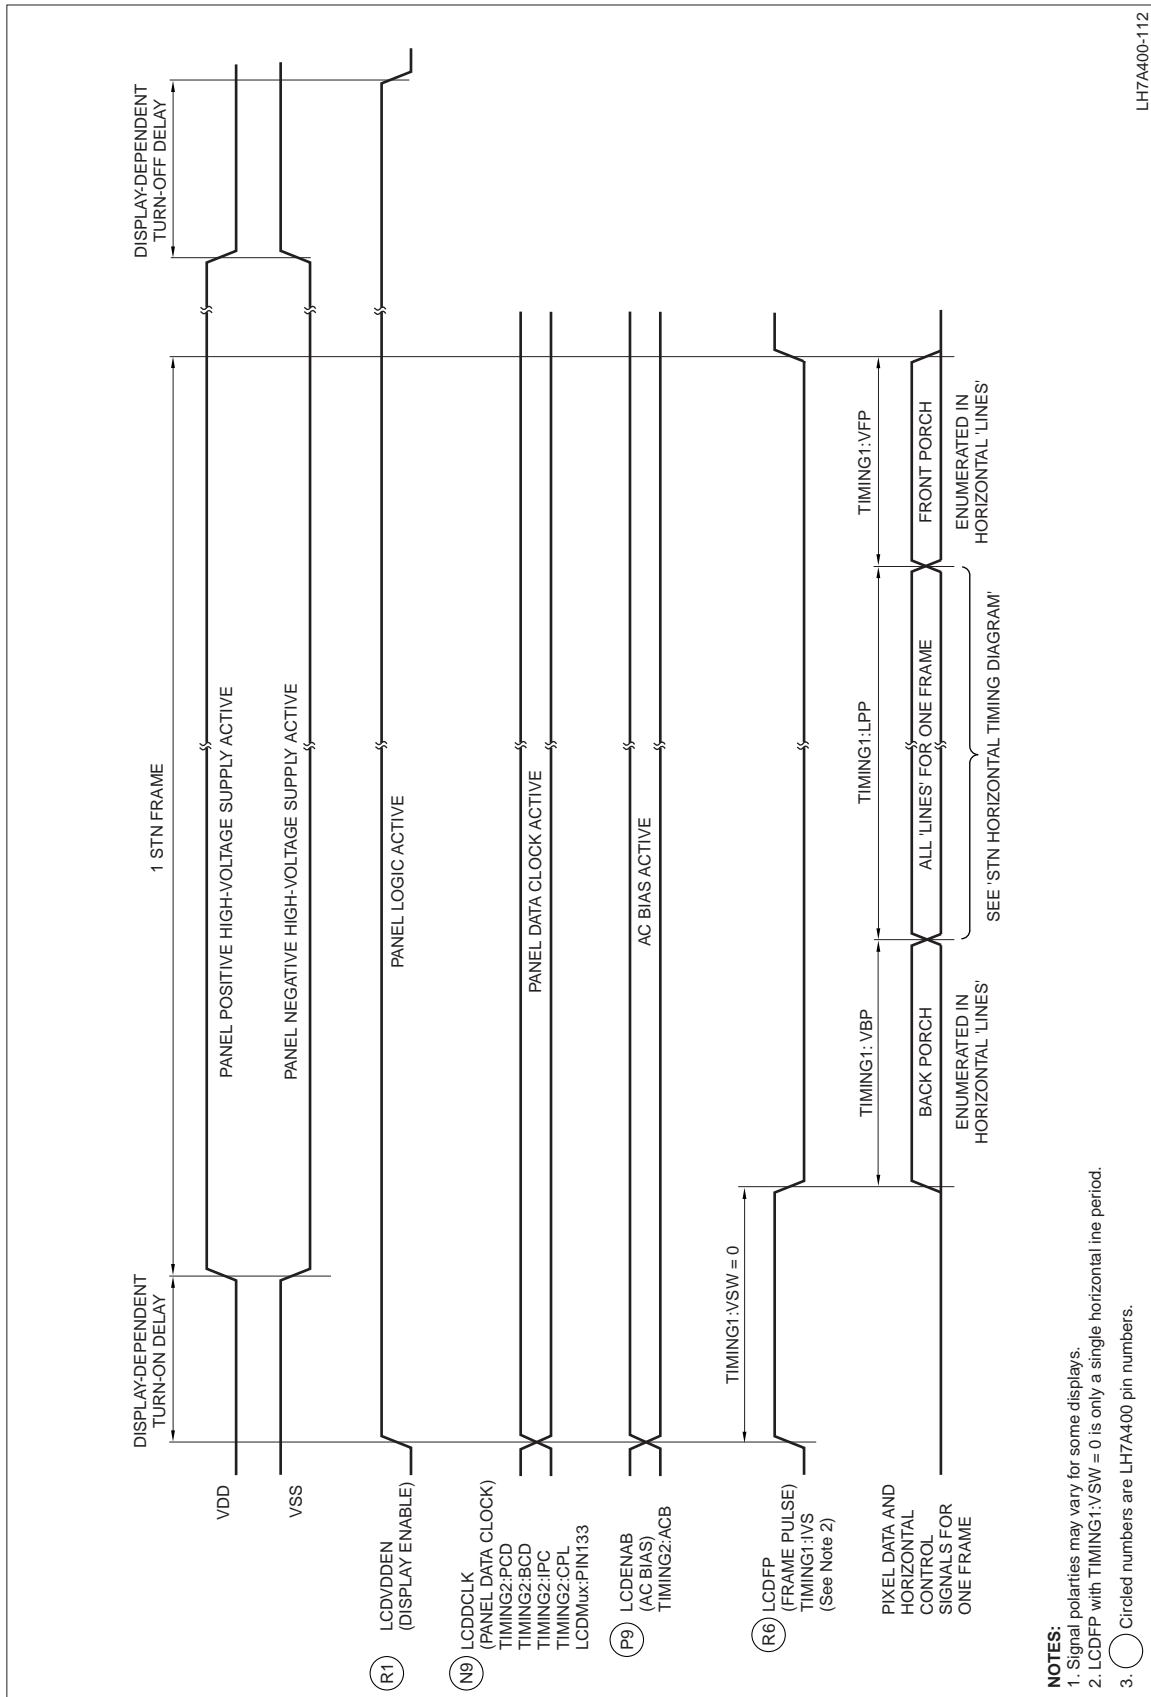 1 STN FRAME
DISPLAY-DEPENDENT
TURN-ON DELAY
DISPLAY-DEPENDENT
TURN-OFF DELAY
VDD
PANEL POSITIVE HIGH-VOLTAGE SUPPLY ACTIVE
VSS
PANEL NEGATIVE HIGH-VOLTAGE SUPPLY ACTIVE
R1
LCDVDDEN
(DISPLAY ENABLE)
PANEL LOGIC ACTIVE
N9
LCDDCLK
(PANEL DATA CLOCK)
TIMING2:PCD
TIMING2:BCD
TIMING2:IPC
TIMING2:CPL
LCDMux:PIN133
PANEL DATA CLOCK ACTIVE
P9
LCDENAB
(AC BIAS)
TIMING2:ACB
AC BIAS ACTIVE
TIMING1:VSW = 0
R6
LCDFP
(FRAME PULSE)
TIMING1:IVS
(See Note 2)
TIMING1: VBP
TIMING1:LPP
TIMING1:VFP
PIXEL DATA AND
HORIZONTAL
CONTROL
SIGNALS FOR
ONE FRAME
BACK PORCH
ALL 'LINES' FOR ONE FRAME
FRONT PORCH
ENUMERATED IN
HORIZONTAL 'LINES'
SEE 'STN HORIZONTAL TIMING DIAGRAM'
ENUMERATED IN
HORIZONTAL 'LINES'
NOTES:
1. Signal polarties may vary for some displays.
2. LCDFP with TIMING1:VSW = 0 is only a single horizontal ine period.
3. Circled numbers are LH7A400 pin numbers.
LH7A400-112